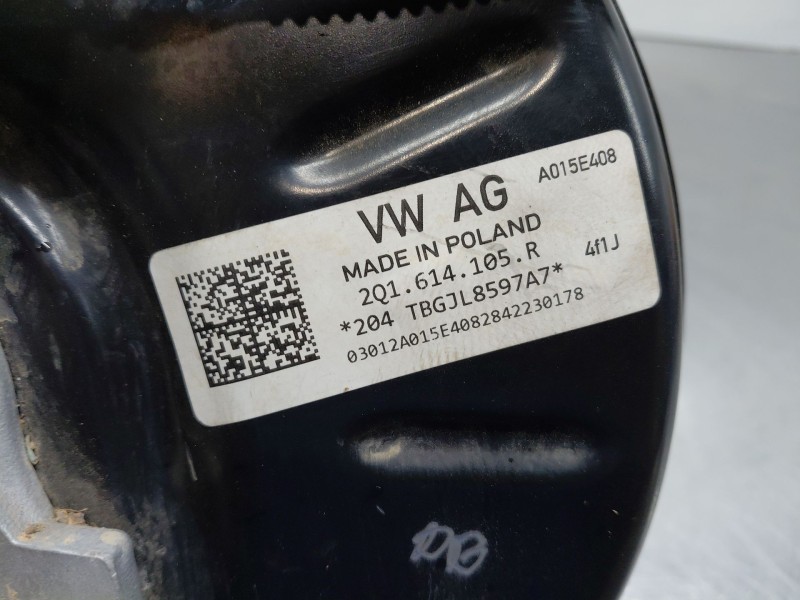 A015E408
VW AG
MADE IN POLAND
2Q1.614.105.R
4f1J
*204 TBGJL8597A7*
03012A015E4082842230178